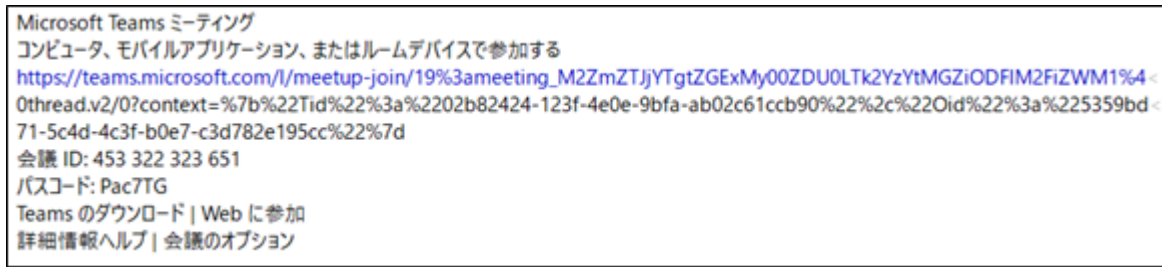 Microsoft Teams ミーティング
コンピュータ、モバイルアプリケーション、またはルームデバイスで参加する
https://teams.microsoft.com/l/meetup-join/19%3ameeting_M2ZmZTJjYTgtZGExMy00ZDU0LTk2YzYtMGZiODFlM2FiZWM1%4
0thread.v2/0?context=%7b%22Tid%22%3a%2202b82424-123f-4e0e-9bfa-ab02c61ccb90%22%2c%22Oid%22%3a%225359bd
71-5c4d-4c3f-b0e7-c3d782e195cc%22%7d
会議 ID: 453 322 323 651
パスコード: Pac7TG
Teams のダウンロード | Web に参加
詳細情報ヘルプ | 会議のオプション